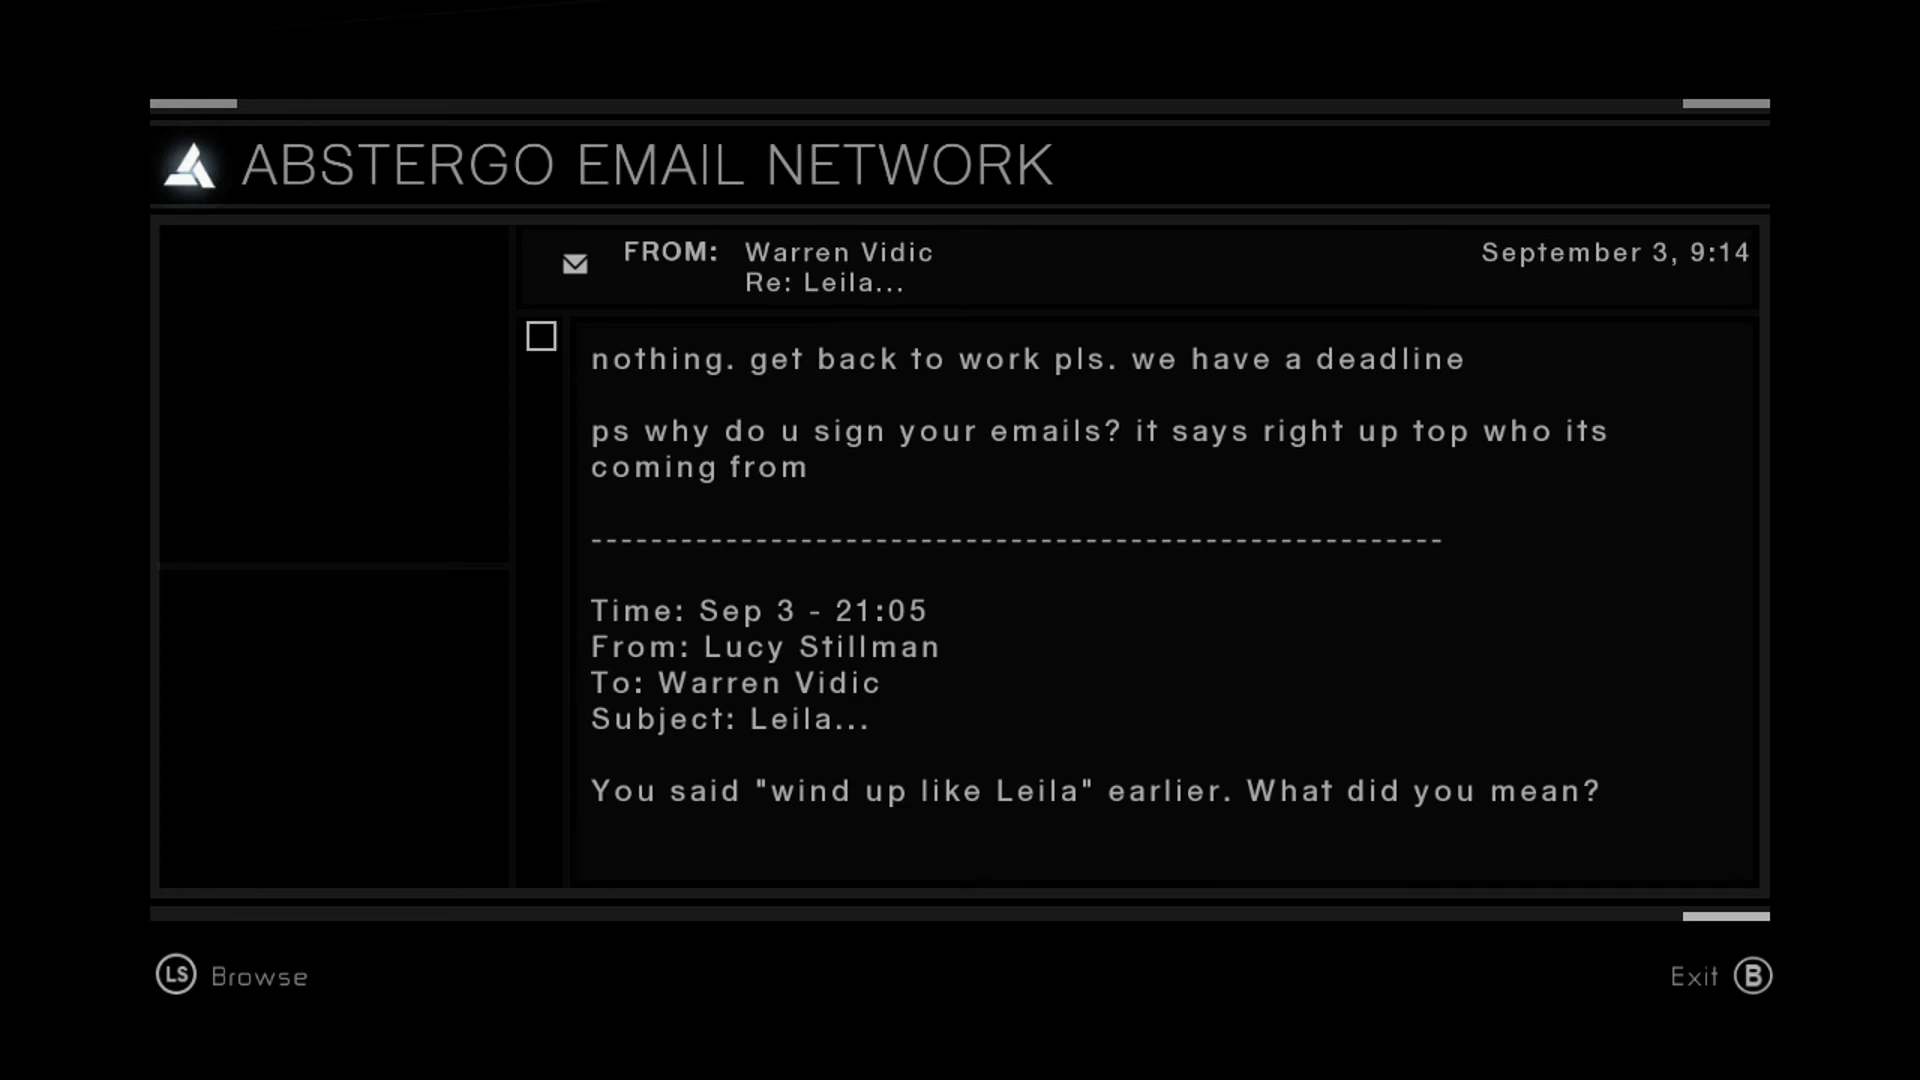 ABSTERGO EMAIL NETWORK
FROM: Warren Vidic
Re: Leila...
September 3, 9:14
nothing. get back to work pls. we have a deadline
ps why do u sign your emails? it says right up top who its
coming from
---------------------------------------------------------
Time: Sep 3 - 21:05
From: Lucy Stillman
To: Warren Vidic
Subject: Leila...
You said "wind up like Leila" earlier. What did you mean?
LS Browse
Exit B